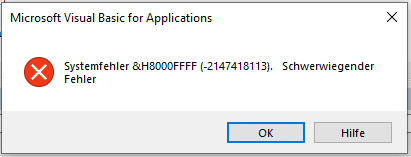 Microsoft Visual Basic for Applications
Systemfehler &H8000FFFF (-2147418113). Schwerwiegender
Fehler
OK
Hilfe